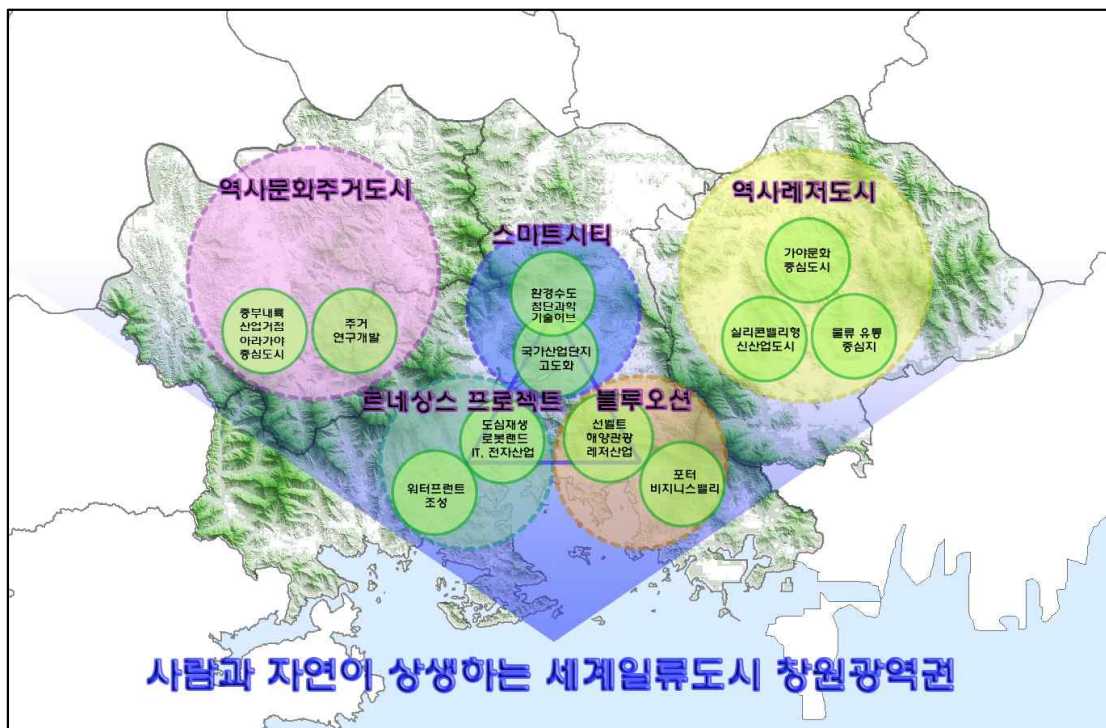 역사문화주거도시
중부내륙
산업거점
아라가야
중심도시
주거
연구개발
스마트시티
환경수도
첨단과학
기술허브
국가산업단지
고도화
역사레저도시
가야문화
중심도시
실리콘밸리형
신산업도시
물류 유통
중심지
르네상스 프로젝트
도심재생
로봇랜드
IT, 전자산업
워터프런트
조성
블루오션
선벨트
해양관광
레저산업
포터
비지니스밸리
사람과 자연이 상생하는 세계일류도시 창원광역권